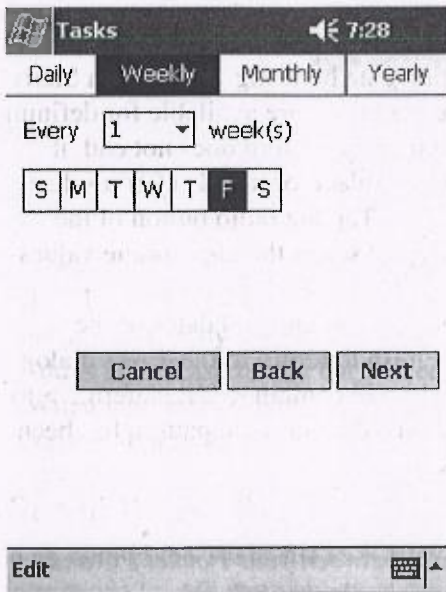 Tasks 7:28
Daily Weekly Monthly Yearly
Every 1 week(s)
S M T W T F S
Cancel Back Next
Edit